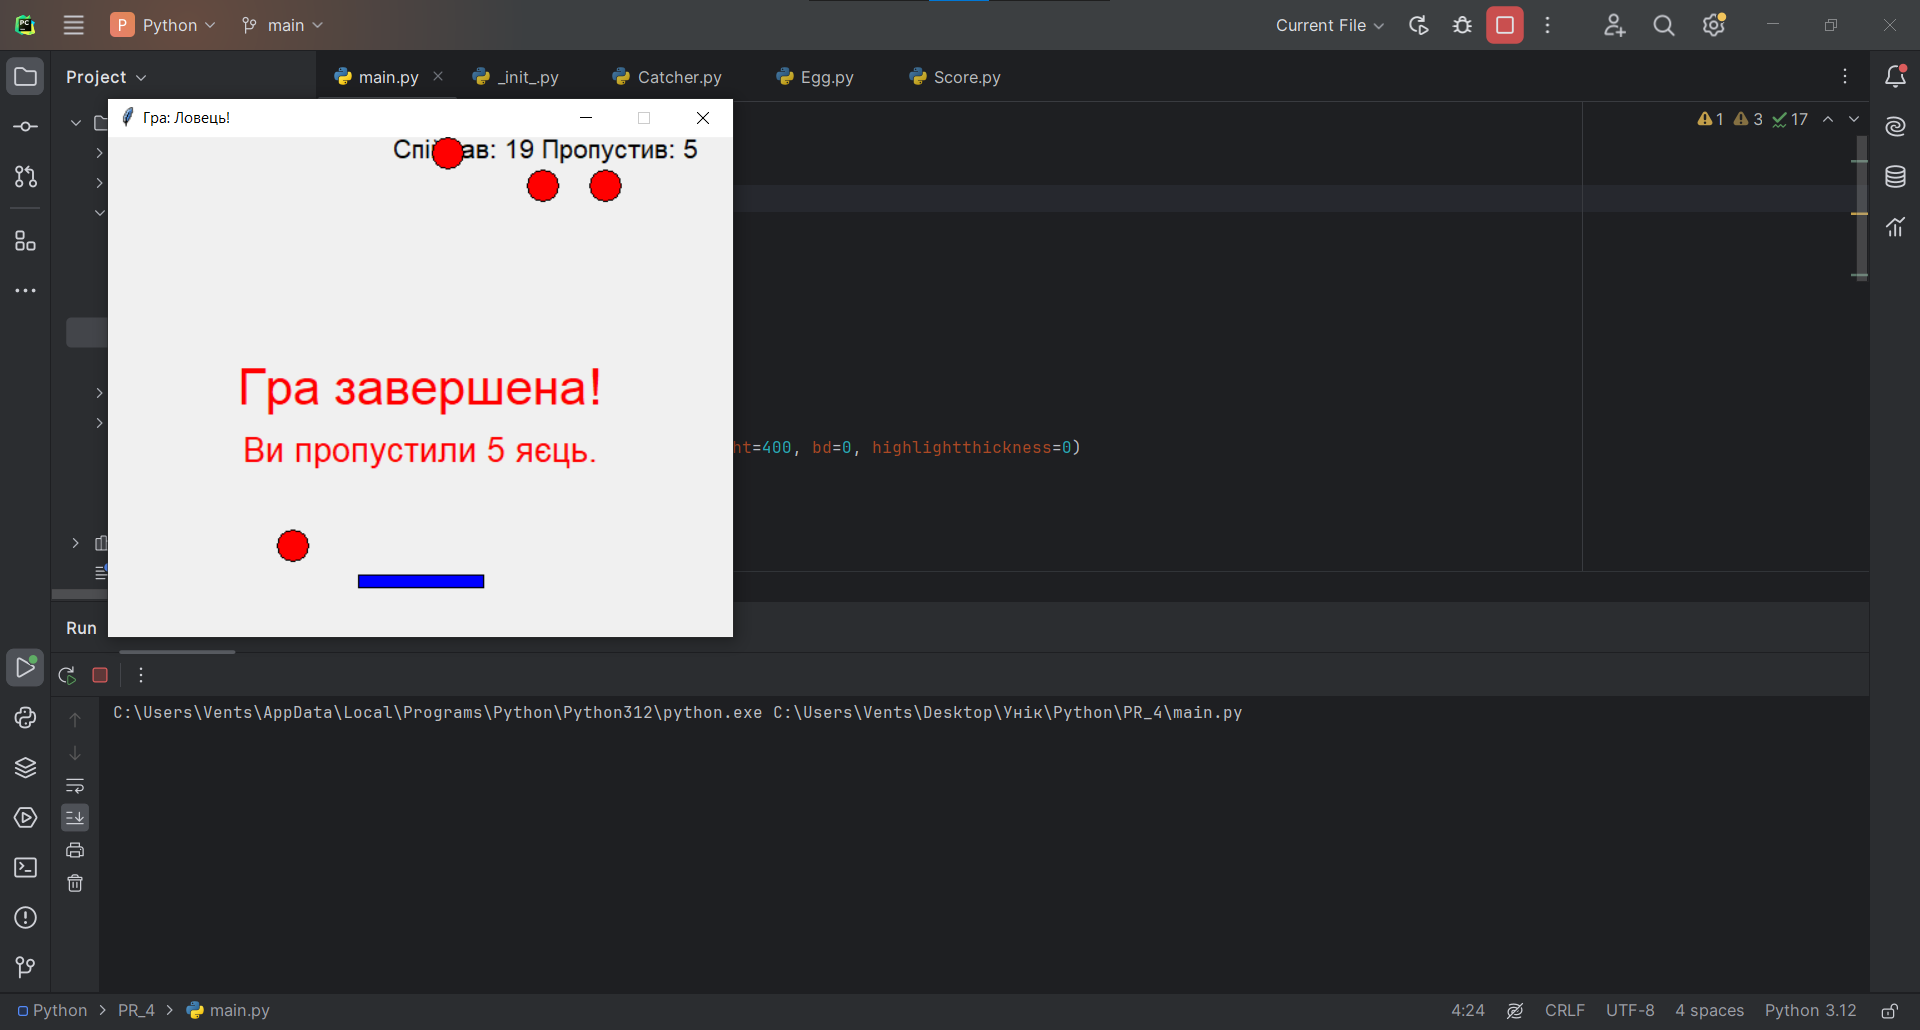 P Python main Current File
Project main.py _init_.py Catcher.py Egg.py Score.py
Гра: Ловець!
1 3 17
19 Пропустив: 5
Гра завершена!
Ви пропустили 5 яєць.
=400, bd=0, highlightthickness=0)
Run
C:\Users\Vents\AppData\Local\Programs\Python\Python312\python.exe C:\Users\Vents\Desktop\Унік\Python\PR_4\main.py
Python > PR_4 > main.py 4:24 CRLF UTF-8 4 spaces Python 3.12